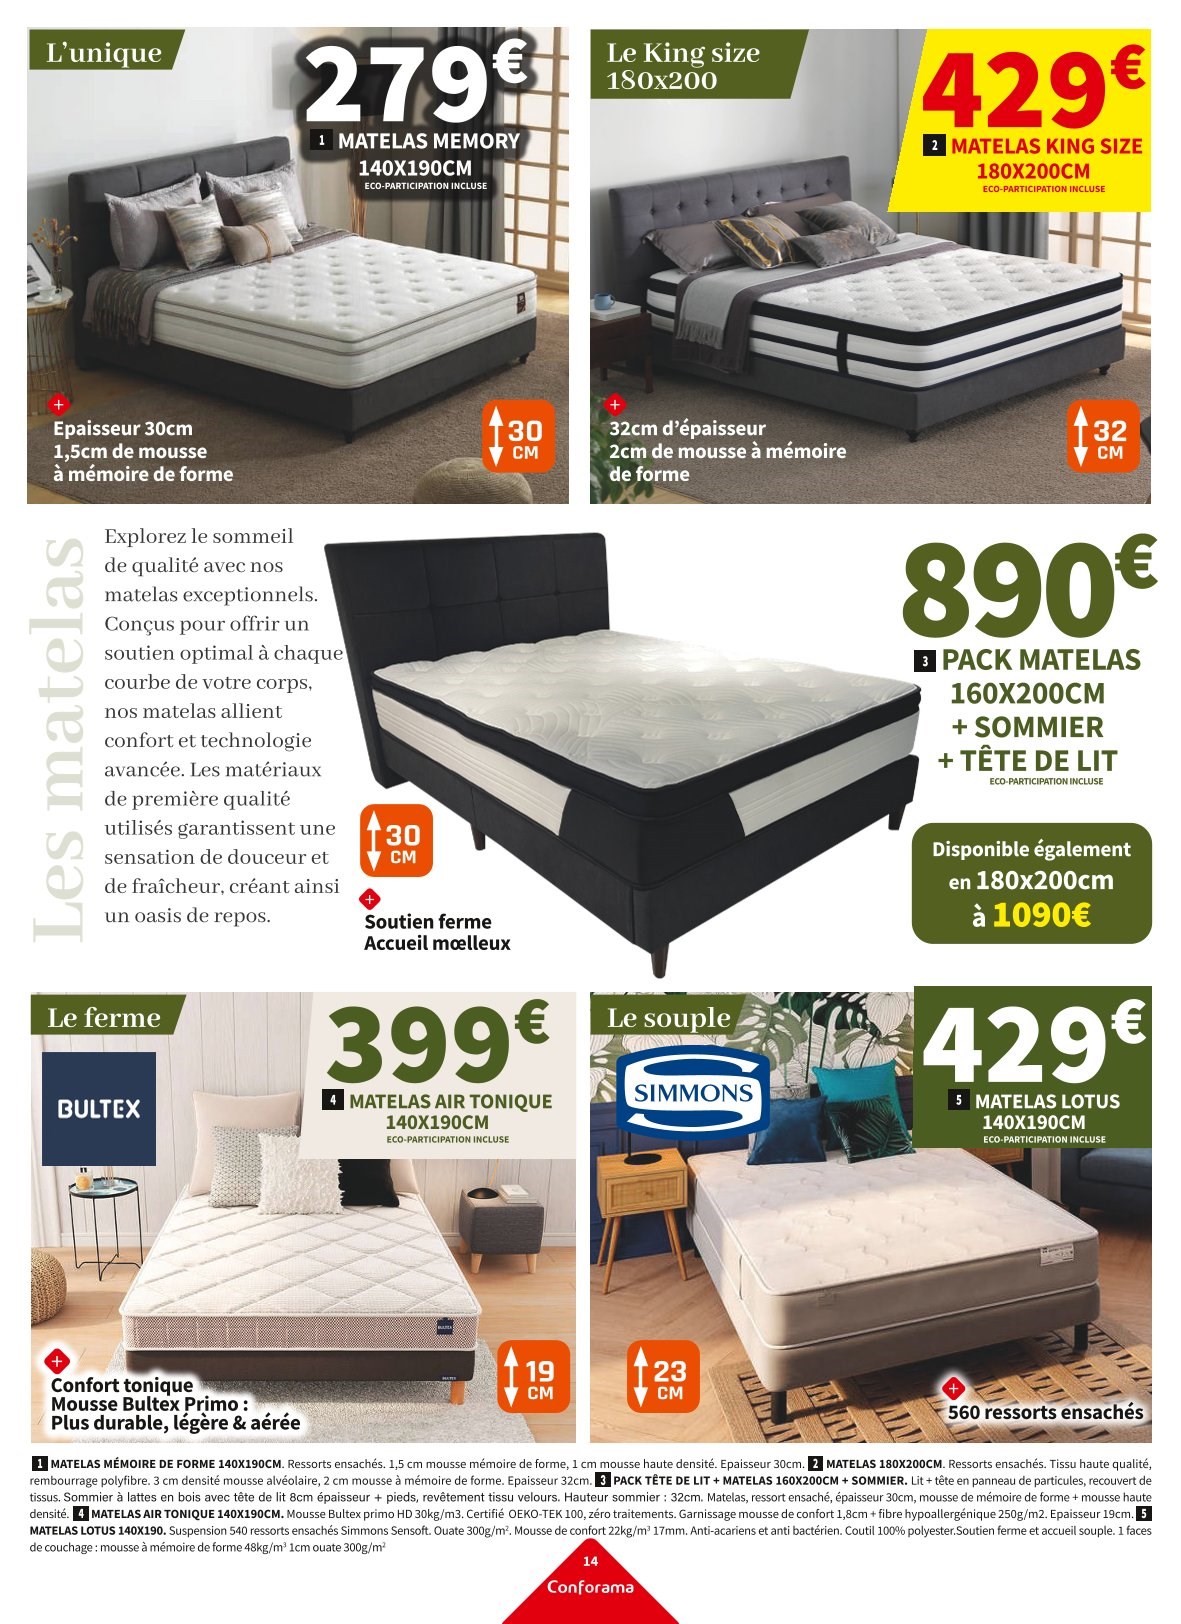 L'unique
279€
1 MATELAS MEMORY
140X190CM
ECO-PARTICIPATION INCLUSE
+
Epaisseur 30cm
1,5cm de mousse
à mémoire de forme
30
CM
Le King size
180x200
429€
2 MATELAS KING SIZE
180X200CM
ECO-PARTICIPATION INCLUSE
+
32cm d'épaisseur
2cm de mousse à mémoire
de forme
32
CM
Les matelas
Explorez le sommeil
de qualité avec nos
matelas exceptionnels.
Conçus pour offrir un
soutien optimal à chaque
courbe de votre corps,
nos matelas allient
confort et technologie
avancée. Les matériaux
de première qualité
utilisés garantissent une
sensation de douceur et
de fraîcheur, créant ainsi
un oasis de repos.
30
CM
+
Soutien ferme
Accueil mœlleux
890€
3 PACK MATELAS
160X200CM
+ SOMMIER
+ TÊTE DE LIT
ECO-PARTICIPATION INCLUSE
Disponible également
en 180x200cm
à 1090€
Le ferme
BULTEX
399€
4 MATELAS AIR TONIQUE
140X190CM
ECO-PARTICIPATION INCLUSE
BULTEX
BULTEX
+
Confort tonique
Mousse Bultex Primo :
Plus durable, légère & aérée
19
CM
Le souple
SIMMONS
429€
5 MATELAS LOTUS
140X190CM
ECO-PARTICIPATION INCLUSE
23
CM
+
560 ressorts ensachés
1 MATELAS MÉMOIRE DE FORME 140X190CM. Ressorts ensachés. 1,5 cm mousse mémoire de forme, 1 cm mousse haute densité. Epaisseur 30cm. 2 MATELAS 180X200CM. Ressorts ensachés. Tissu haute qualité,
rembourrage polyfibre. 3 cm densité mousse alvéolaire, 2 cm mousse à mémoire de forme. Epaisseur 32cm. 3 PACK TÊTE DE LIT + MATELAS 160X200CM + SOMMIER. Lit + tête en panneau de particules, recouvert de
tissus. Sommier à lattes en bois avec tête de lit 8cm épaisseur + pieds, revêtement tissu velours. Hauteur sommier : 32cm. Matelas, ressort ensaché, épaisseur 30cm, mousse de mémoire de forme + mousse haute
densité. 4 MATELAS AIR TONIQUE 140X190CM. Mousse Bultex primo HD 30kg/m3. Certifié OEKO-TEK 100, zéro traitements. Garnissage mousse de confort 1,8cm + fibre hypoallergénique 250g/m2. Epaisseur 19cm. 5
MATELAS LOTUS 140X190. Suspension 540 ressorts ensachés Simmons Sensoft. Ouate 300g/m². Mousse de confort 22kg/m³ 17mm. Anti-acariens et anti bactérien. Coutil 100% polyester.Soutien ferme et accueil souple. 1 faces
de couchage : mousse à mémoire de forme 48kg/m³ 1cm ouate 300g/m²
14
Conforama